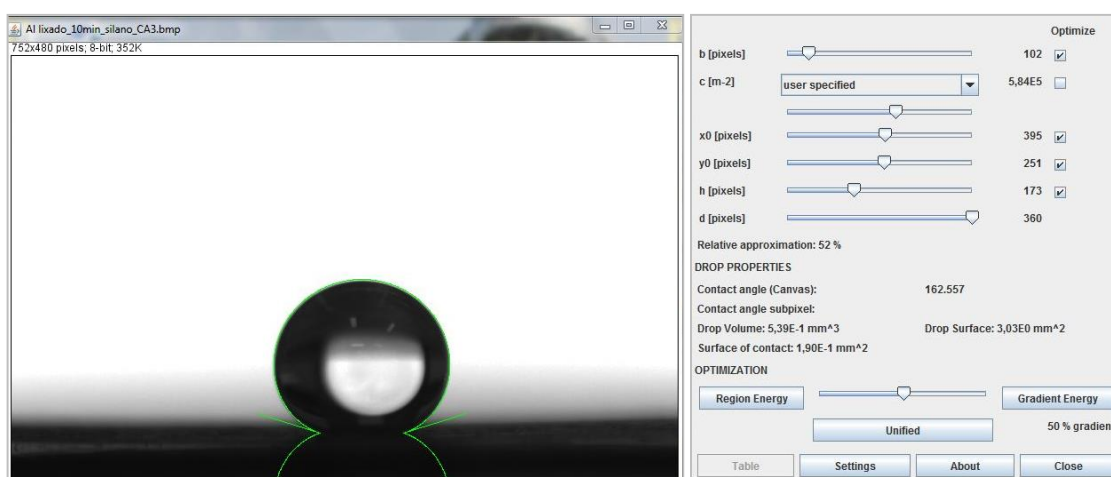 Al lixado_10min_silano_CA3.bmp
752x480 pixels; 8-bit; 352K
Optimize
b [pixels] 102
c [m-2] user specified 5,84E5
x0 [pixels] 395
y0 [pixels] 251
h [pixels] 173
d [pixels] 360
Relative approximation: 52 %
DROP PROPERTIES
Contact angle (Canvas): 162.557
Contact angle subpixel:
Drop Volume: 5,39E-1 mm^3 Drop Surface: 3,03E0 mm^2
Surface of contact: 1,90E-1 mm^2
OPTIMIZATION
Region Energy Gradient Energy
Unified 50 % gradien
Table Settings About Close